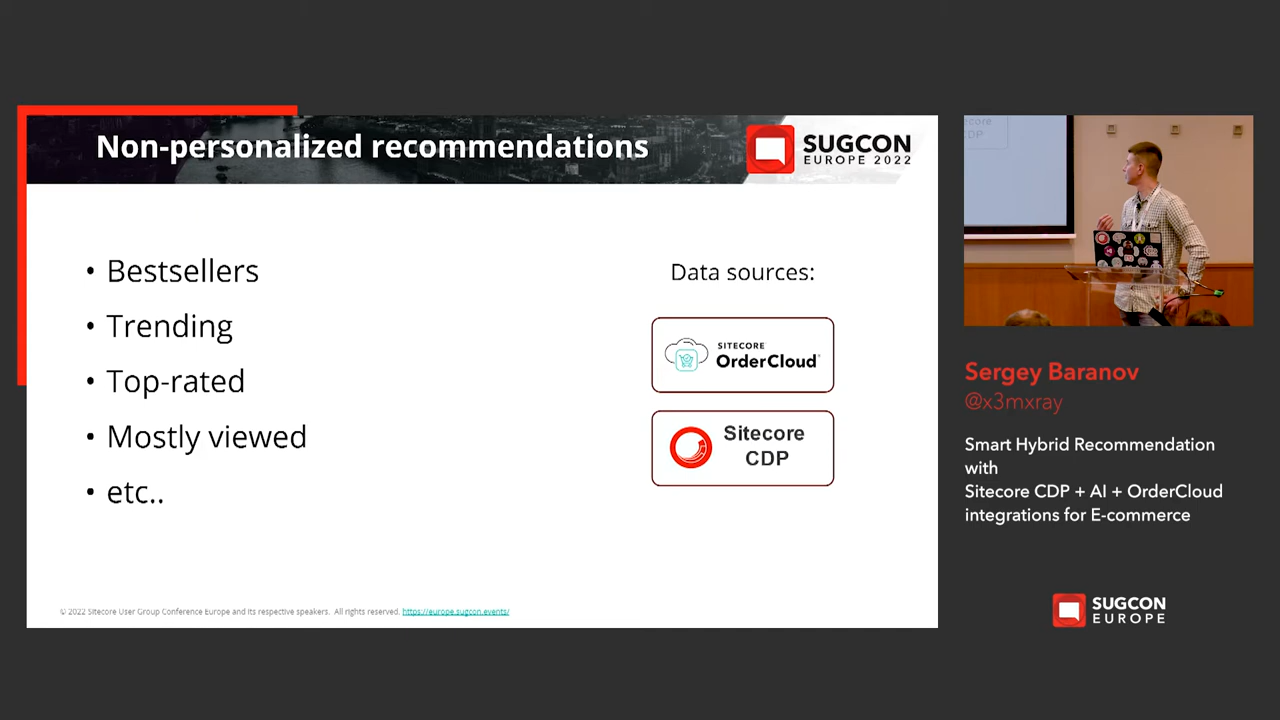 Non-personalized recommendations
SUGCON
EUROPE 2022
• Bestsellers
• Trending
• Top-rated
• Mostly viewed
• etc..
Data sources:
SITECORE
OrderCloud
Sitecore
CDP
© 2022 Sitecore User Group Conference Europe and its respective speakers. All rights reserved. https://europe.sugcon.events/
core
DP
Sergey Baranov
@x3mxray
Smart Hybrid Recommendation
with
Sitecore CDP + AI + OrderCloud
integrations for E-commerce
SUGCON
EUROPE